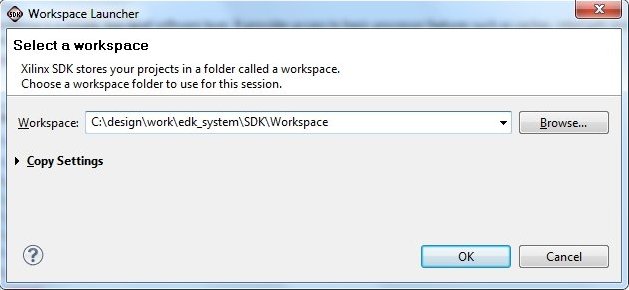 SDK Workspace Launcher
Select a workspace
Xilinx SDK stores your projects in a folder called a workspace.
Choose a workspace folder to use for this session.
Workspace: C:\design\work\edk_system\SDK\Workspace Browse...
Copy Settings
? OK Cancel